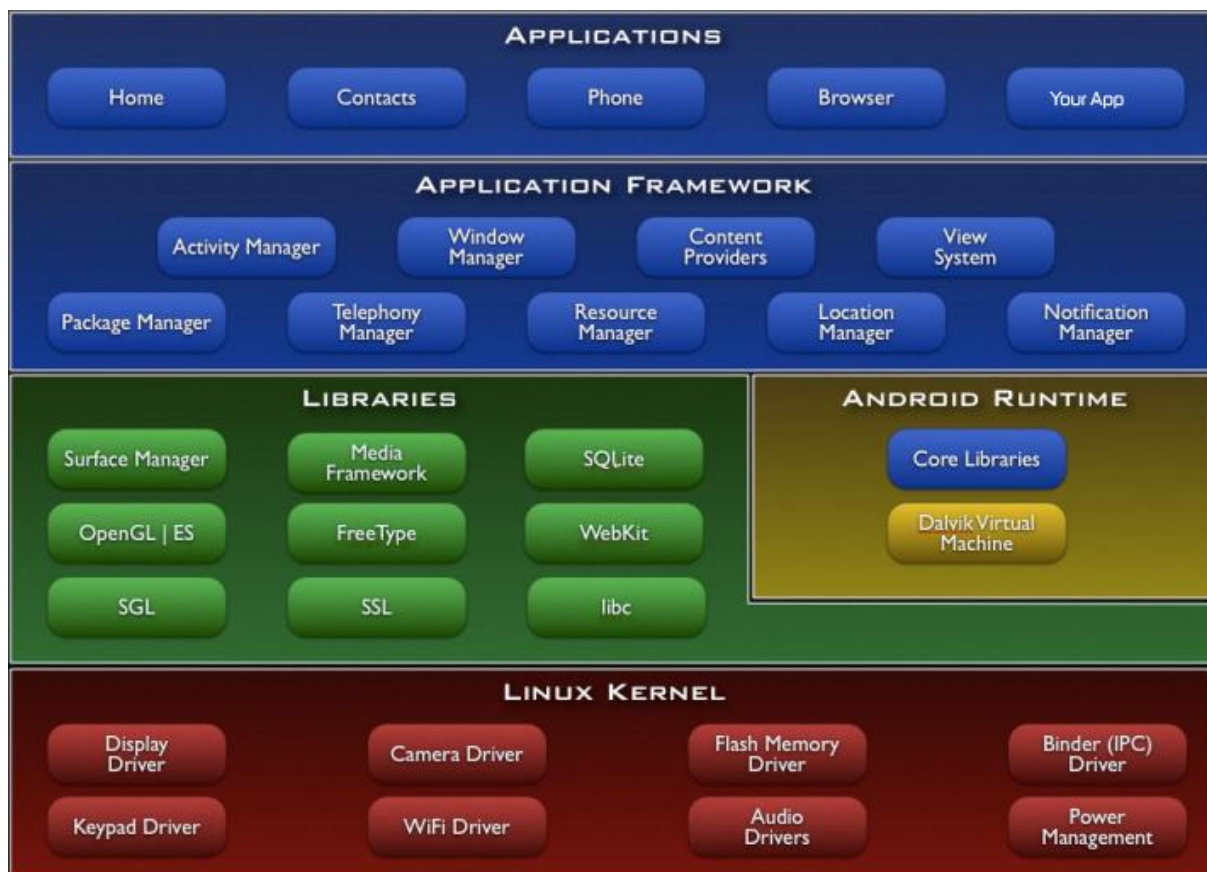 APPLICATIONS
Home
Contacts
Phone
Browser
Your App
APPLICATION FRAMEWORK
Activity Manager
Window
Manager
Content
Providers
View
System
Package Manager
Telephony
Manager
Resource
Manager
Location
Manager
Notification
Manager
LIBRARIES
Surface Manager
Media
Framework
SQLite
OpenGL | ES
FreeType
WebKit
SGL
SSL
libc
ANDROID RUNTIME
Core Libraries
Dalvik Virtual
Machine
LINUX KERNEL
Display
Driver
Camera Driver
Flash Memory
Driver
Binder (IPC)
Driver
Keypad Driver
WiFi Driver
Audio
Drivers
Power
Management